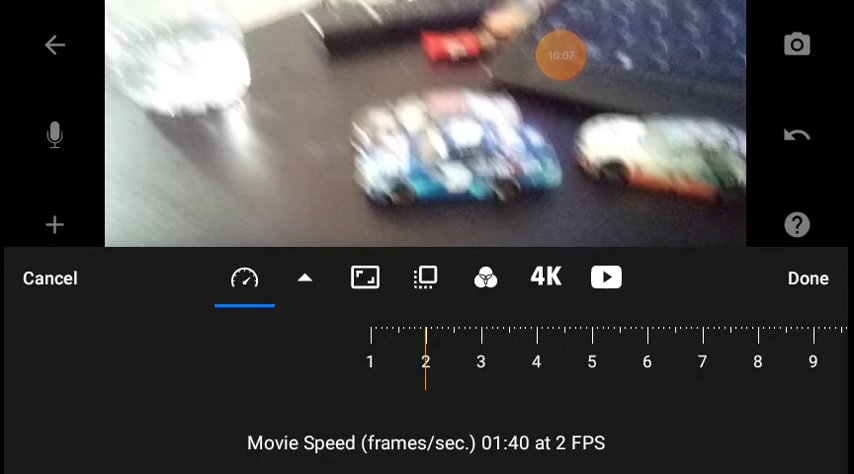 10:07
Cancel
4K
Done
1 2 3 4 5 6 7 8 9
Movie Speed (frames/sec.) 01:40 at 2 FPS